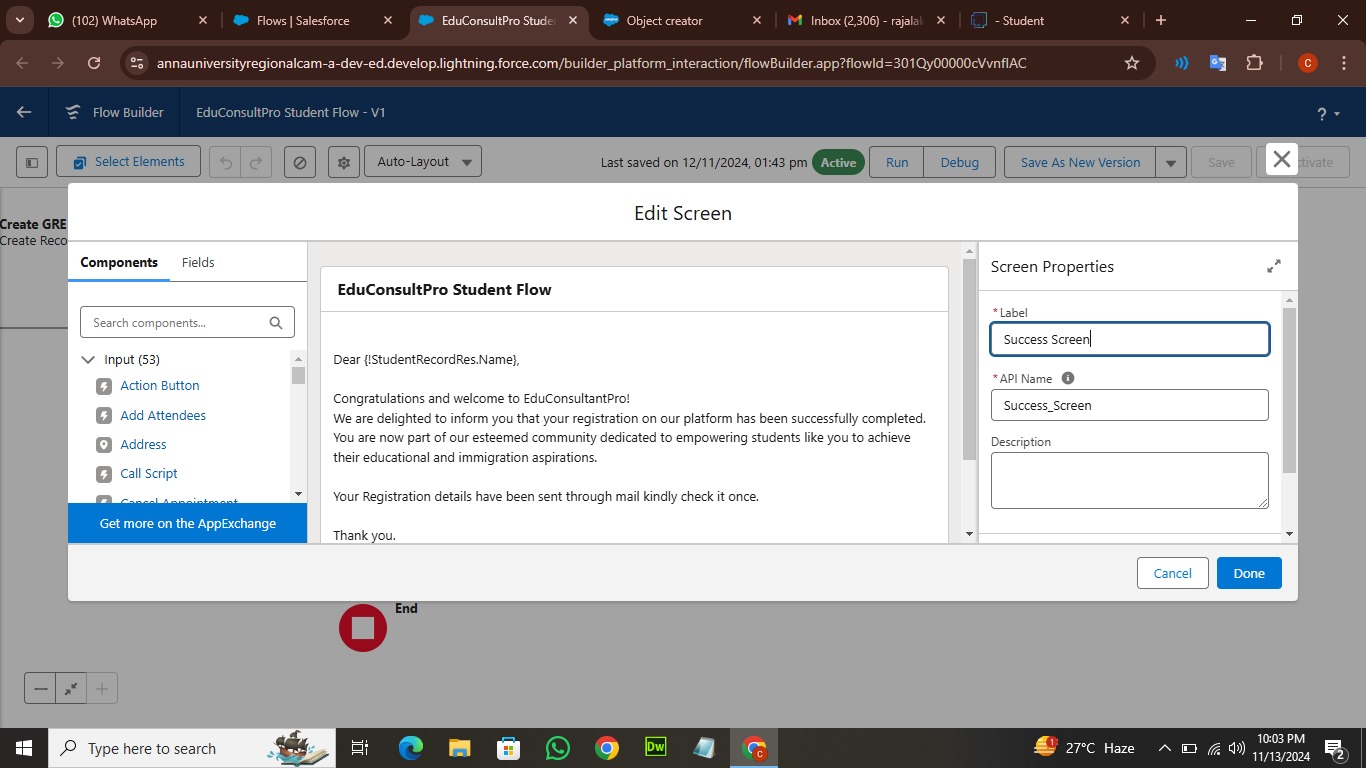 (102) WhatsApp
Flows | Salesforce
EduConsultPro Stude
Object creator
Inbox (2,306) - rajala
- Student
annauniversityregionalcam-a-dev-ed.develop.lightning.force.com/builder_platform_interaction/flowBuilder.app?flowId=301Qy00000cVvnfIAC
C
Flow Builder
EduConsultPro Student Flow - V1
?
Select Elements
Auto-Layout
Last saved on 12/11/2024, 01:43 pm
Active
Run
Debug
Save As New Version
Save
tivate
Create GRE
Create Reco
Edit Screen
Components
Fields
Search components...
Input (53)
Action Button
Add Attendees
Address
Call Script
Cancel Appointment
Get more on the AppExchange
EduConsultPro Student Flow
Dear {!StudentRecordRes.Name},
Congratulations and welcome to EduConsultantPro!
We are delighted to inform you that your registration on our platform has been successfully completed.
You are now part of our esteemed community dedicated to empowering students like you to achieve
their educational and immigration aspirations.
Your Registration details have been sent through mail kindly check it once.
Thank you.
Screen Properties
*Label
Success Screen
*API Name
Success_Screen
Description
Cancel
Done
End
Type here to search
Dw
C
1
27°C Haze
10:03 PM
11/13/2024
2